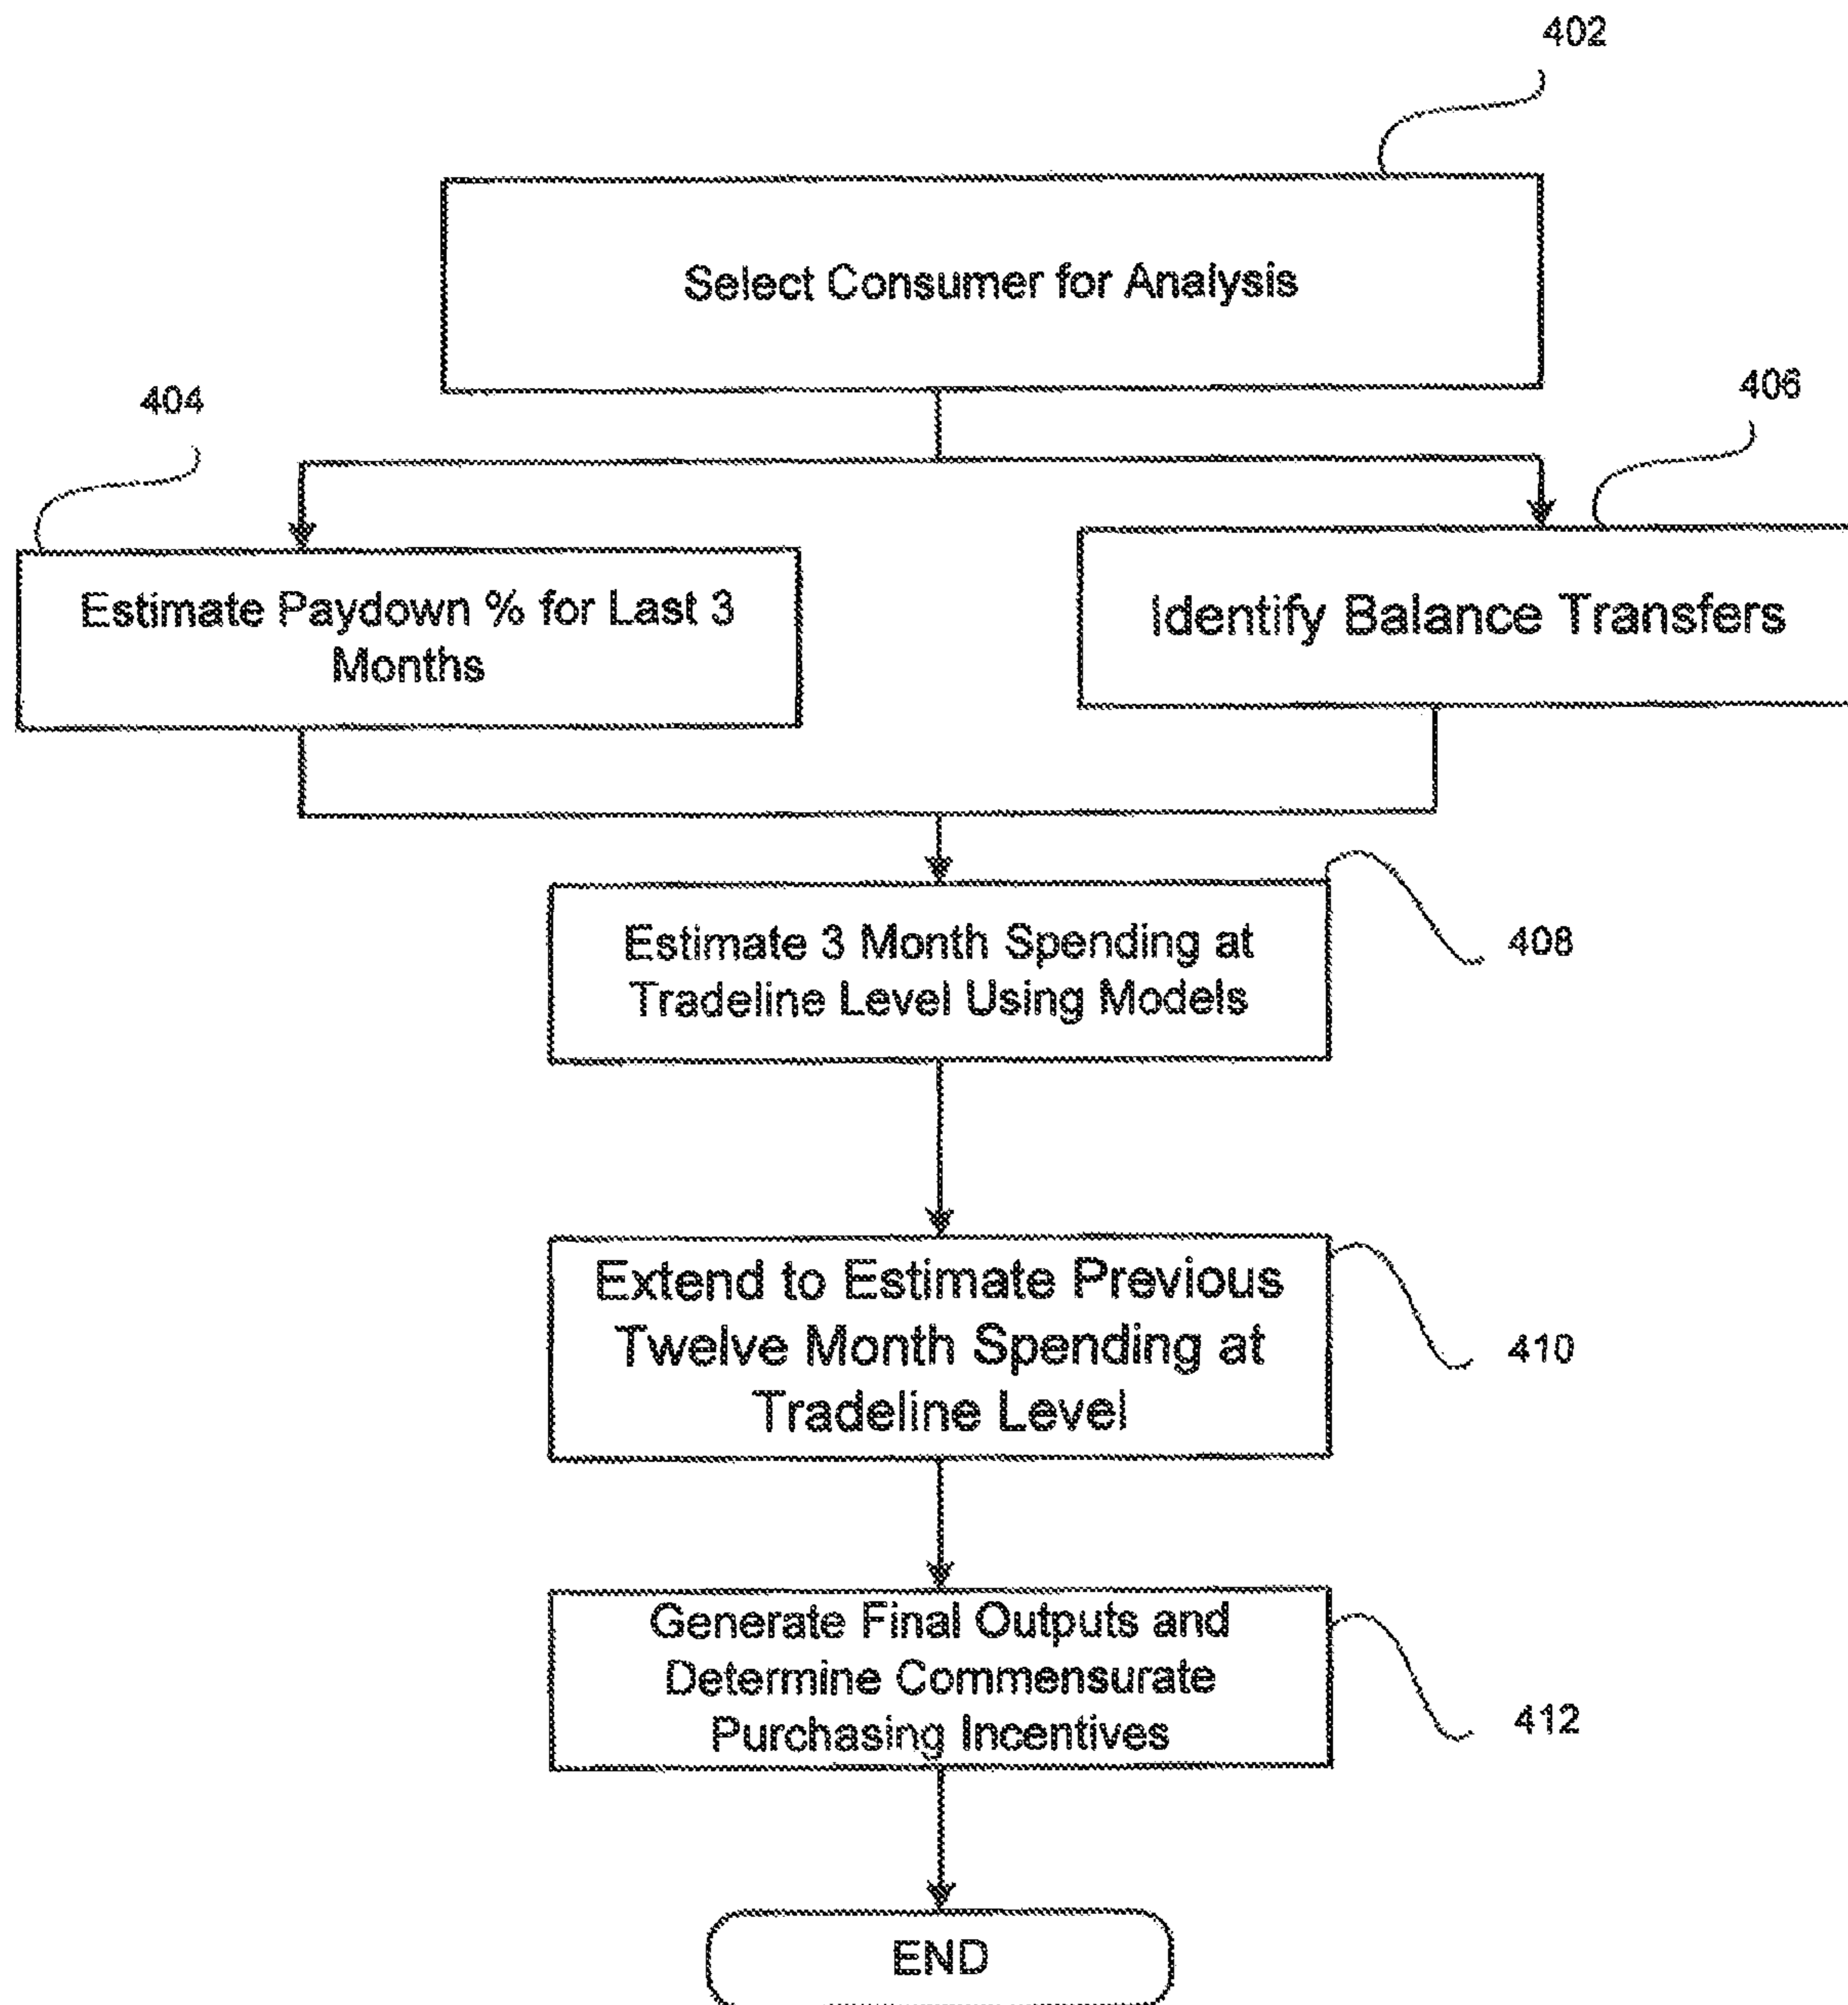 402
Select Consumer for Analysis
404
406
Estimate Paydown % for Last 3
Months
Identify Balance Transfers
Estimate 3 Month Spending at
Tradeline Level Using Models
408
Extend to Estimate Previous
Twelve Month Spending at
Tradeline Level
410
Generate Final Outputs and
Determine Commensurate
Purchasing Incentives
412
END